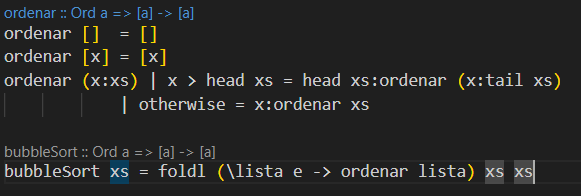 ordenar :: Ord a => [a] -> [a]
ordenar []  = []
ordenar [x] = [x]
ordenar (x:xs) | x > head xs = head xs:ordenar (x:tail xs)
               | otherwise = x:ordenar xs
bubbleSort :: Ord a => [a] -> [a]
bubbleSort xs = foldl (\lista e -> ordenar lista) xs xs